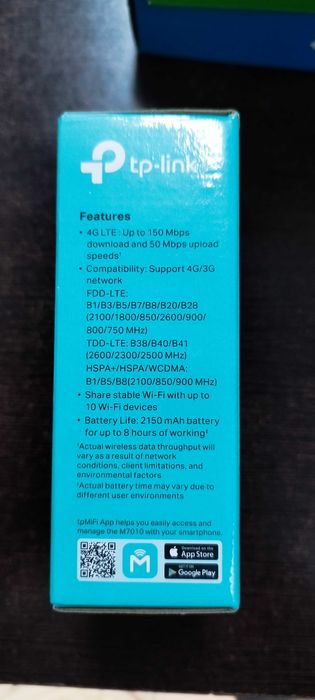 tp-link
Features
• 4G LTE : Up to 150 Mbps
download and 50 Mbps upload
speeds†
• Compatibility: Support 4G/3G
network
FDD-LTE:
B1/B3/B5/B7/B8/B20/B28
(2100/1800/850/2600/900/
800/750 MHz)
TDD-LTE: B38/B40/B41
(2600/2300/2500 MHz)
HSPA+/HSPA/WCDMA:
B1/B5/B8(2100/850/900 MHz)
• Share stable Wi-Fi with up to
10 Wi-Fi devices
• Battery Life: 2150 mAh battery
for up to 8 hours of working‡
†Actual wireless data throughput will
vary as a result of network
conditions, client limitations, and
environmental factors
‡Actual battery time may vary due to
different user environments
tpMiFi App helps you easily access and
manage the M7010 with your smartphone.
M
Download on the
App Store
GET IT ON
Google Play